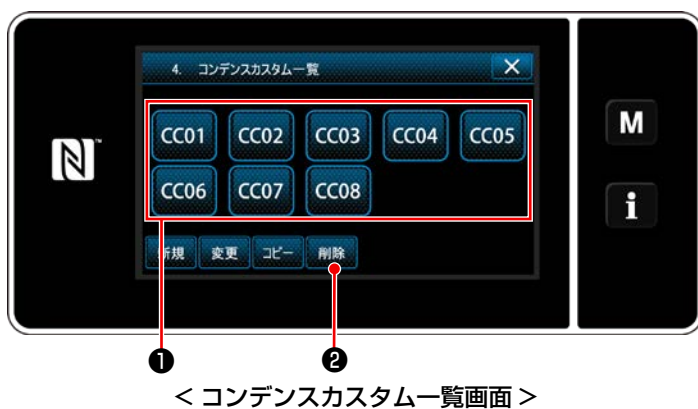 4. コンデンスカスタム一覧
CC01 CC02 CC03 CC04 CC05
CC06 CC07 CC08
新規 変更 コピー 削除
M
i
❶ ❷
< コンデンスカスタム一覧画面 >